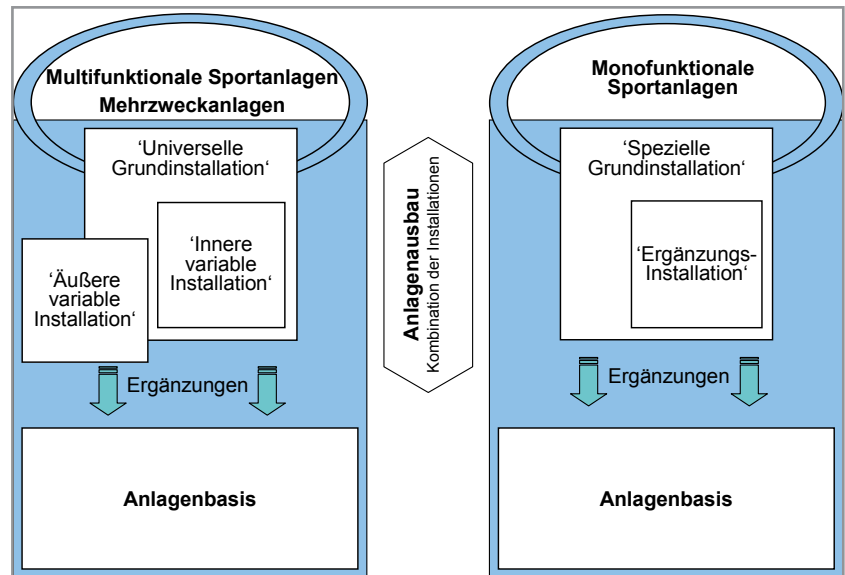 Multifunktionale Sportanlagen
Mehrzweckanlagen
‘Universelle
Grundinstallation‘
‘Innere
variable
Installation‘
‘Äußere
variable
Installation‘
Ergänzungen
Anlagenbasis
Anlagenausbau
Kombination der Installationen
Monofunktionale
Sportanlagen
‘Spezielle
Grundinstallation‘
‘Ergänzungs-
Installation‘
Ergänzungen
Anlagenbasis